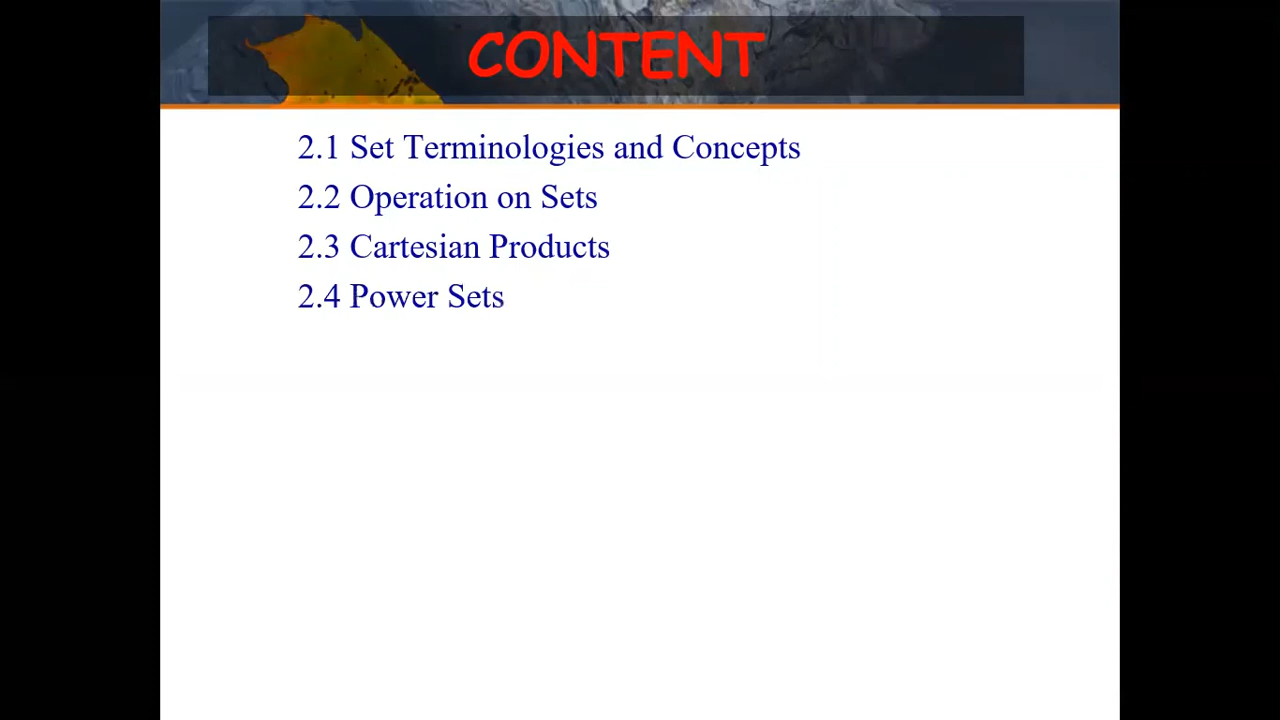 CONTENT
2.1 Set Terminologies and Concepts
2.2 Operation on Sets
2.3 Cartesian Products
2.4 Power Sets